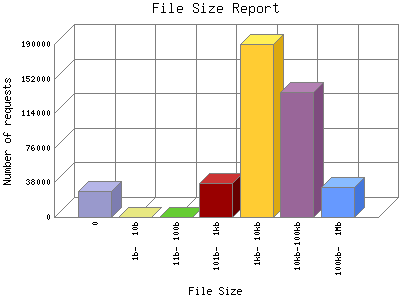 File Size Report
190000
152000
114000
76000
38000
0
Number of requests
0
1b- 10b
11b- 100b
101b- 1kb
1kb- 10kb
10kb-100kb
100kb- 1Mb
File Size